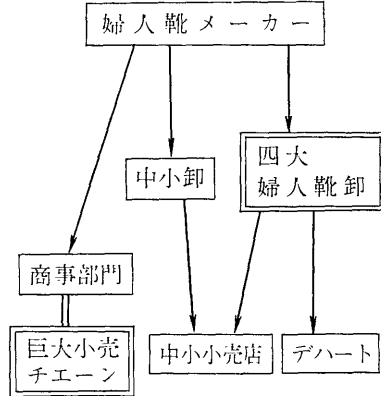 婦人靴メーカー
四大
婦人靴卸
中小卸
商事部門
巨大小売
チエーン
中小小売店
デハート